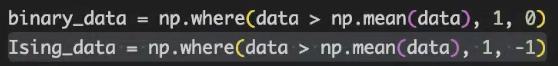 binary_data = np.where(data > np.mean(data), 1, 0)
Ising_data = np.where(data > np.mean(data), 1, -1)